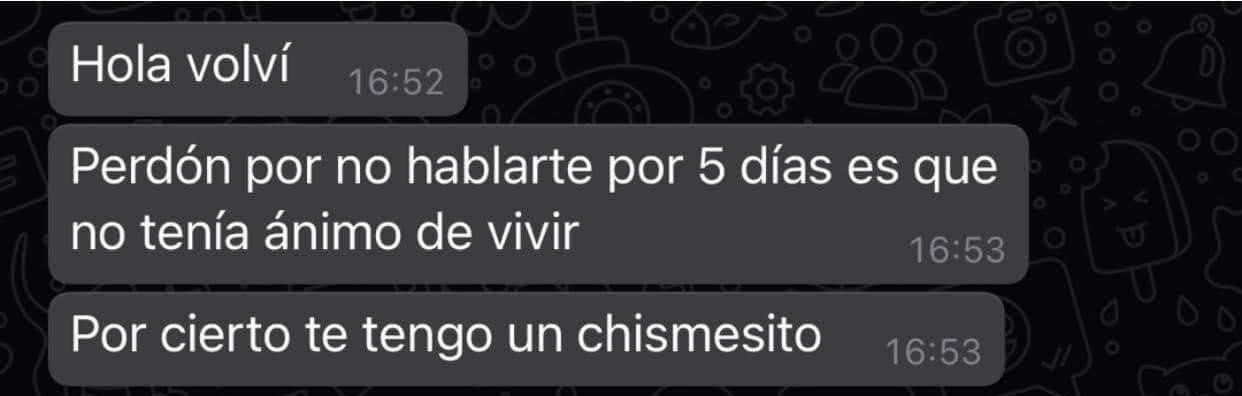 Hola volví 16:52
Perdón por no hablarte por 5 días es que
no tenía ánimo de vivir 16:53
Por cierto te tengo un chismesito 16:53